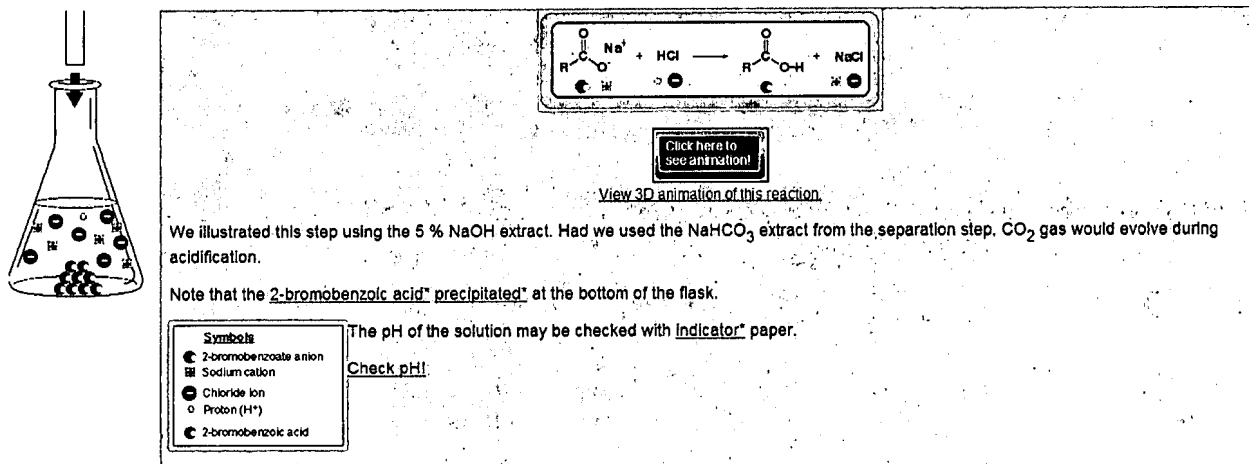 O O
R C O⁻ Na⁺ + HCl → R C O-H + NaCl
Click here to
see animation!
View 3D animation of this reaction.
We illustrated this step using the 5 % NaOH extract. Had we used the NaHCO₃ extract from the separation step, CO₂ gas would evolve during
acidification.
Note that the 2-bromobenzoic acid* precipitated* at the bottom of the flask.
The pH of the solution may be checked with Indicator* paper.
Check pH!
Symbols
2-bromobenzoate anion
Sodium cation
Chloride ion
Proton (H⁺)
2-bromobenzoic acid